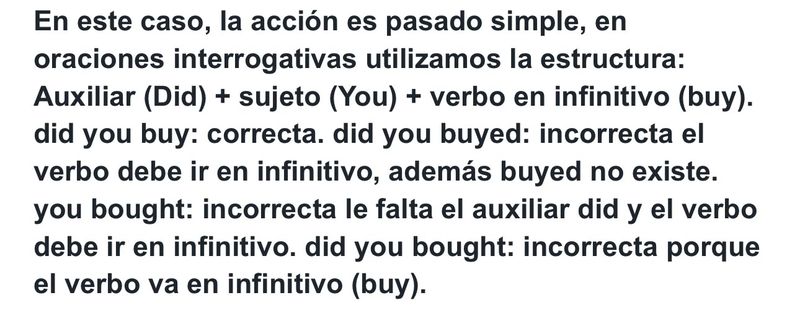 En este caso, la acción es pasado simple, en
oraciones interrogativas utilizamos la estructura:
Auxiliar (Did) + sujeto (You) + verbo en infinitivo (buy).
did you buy: correcta. did you buyed: incorrecta el
verbo debe ir en infinitivo, además buyed no existe.
you bought: incorrecta le falta el auxiliar did y el verbo
debe ir en infinitivo. did you bought: incorrecta porque
el verbo va en infinitivo (buy).